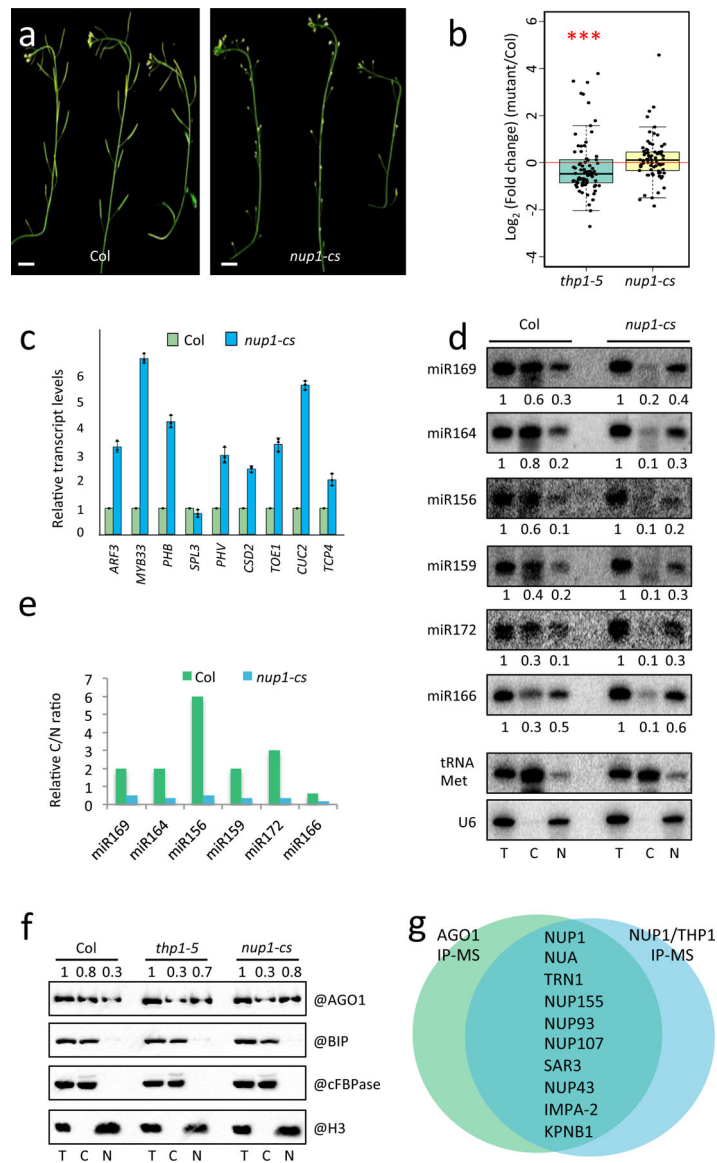 a
Col
nup1-cs
b
***
Log2 (Fold change) (mutant/Col)
6
4
2
0
-2
-4
thp1-5
nup1-cs
c
Col
nup1-cs
Relative transcript levels
6
5
4
3
2
1
ARF3
MYB33
PHB
SPL3
PHV
CSD2
TOE1
CUC2
TCP4
d
Col
nup1-cs
miR169
1 0.6 0.3 1 0.2 0.4
miR164
1 0.8 0.2 1 0.1 0.3
miR156
1 0.6 0.1 1 0.1 0.2
miR159
1 0.4 0.2 1 0.1 0.3
miR172
1 0.3 0.1 1 0.1 0.3
miR166
1 0.3 0.5 1 0.1 0.6
tRNA
Met
U6
T C N T C N
e
Col
nup1-cs
Relative C/N ratio
7
6
5
4
3
2
1
0
miR169
miR164
miR156
miR159
miR172
miR166
f
Col thp1-5 nup1-cs
1 0.8 0.3 1 0.3 0.7 1 0.3 0.8
@AGO1
@BIP
@cFBPase
@H3
T C N T C N T C N
g
AGO1
IP-MS
NUP1/THP1
IP-MS
NUP1
NUA
TRN1
NUP155
NUP93
NUP107
SAR3
NUP43
IMPA-2
KPNB1